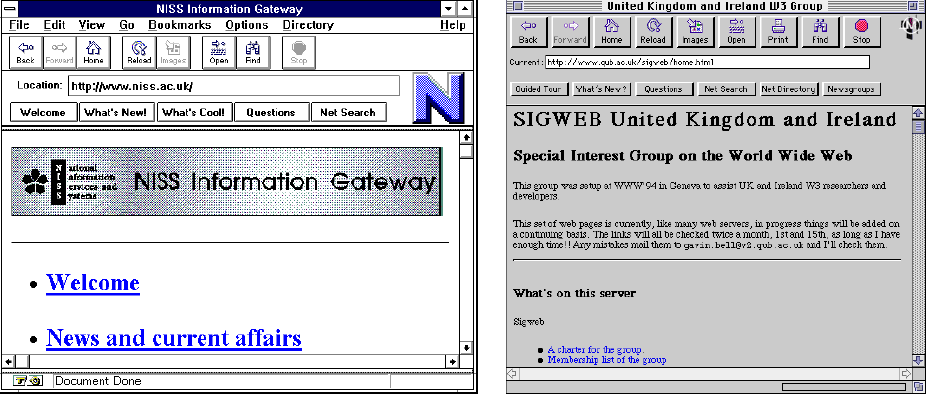 NISS Information Gateway
File Edit View Go Bookmarks Options Directory Help
Back Forward Home Reload Images Open Find Stop
Location: http://www.niss.ac.uk/
Welcome What's New! What's Cool! Questions Net Search
N
NISS
National
Information
Services and
Systems
NISS Information Gateway
Welcome
News and current affairs
Document Done
United Kingdom and Ireland W3 Group
Back Forward Home Reload Images Open Print Find Stop
Current: http://www.qub.ac.uk/sigweb/home.html
Guided Tour What's New? Questions Net Search Net Directory Newsgroups
SIGWEB United Kingdom and Ireland
Special Interest Group on the World Wide Web
This group was setup at WWW'94 in Geneva to assist UK and Ireland W3 researchers and
developers.
This set of web pages is currently, like many web servers, in progress things will be added on
a continuing basis. The links will all be checked twice a month, 1st and 15th, as long as I have
enough time!! Any mistakes mail them to gavin.bell@v2.qub.ac.uk and I'll check them.
What's on this server
Sigweb
A charter for the group.
Membership list of the group